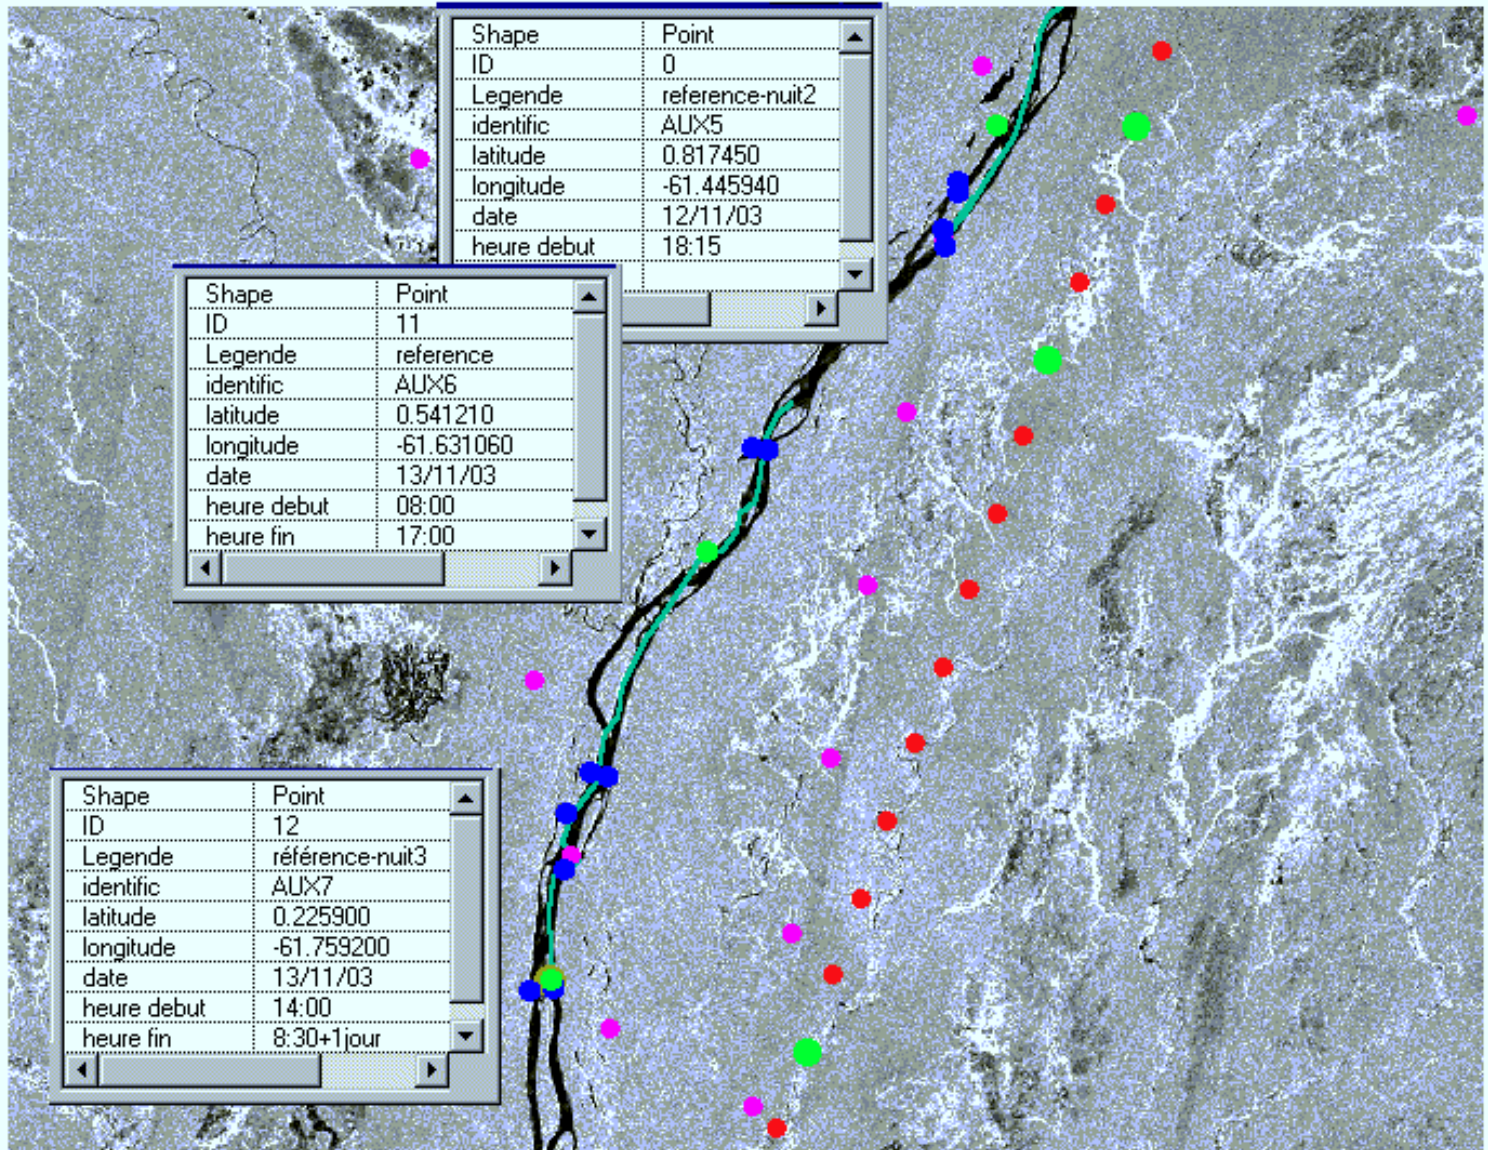 Shape Point
ID 0
Legende reference-nuit2
identific AUX5
latitude 0.817450
longitude -61.445940
date 12/11/03
heure debut 18:15
Shape Point
ID 11
Legende reference
identific AUX6
latitude 0.541210
longitude -61.631060
date 13/11/03
heure debut 08:00
heure fin 17:00
Shape Point
ID 12
Legende référence-nuit3
identific AUX7
latitude 0.225900
longitude -61.759200
date 13/11/03
heure debut 14:00
heure fin 8:30+1jour